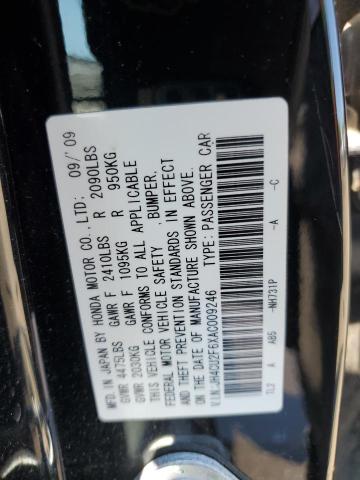 MFD. IN JAPAN BY HONDA MOTOR CO.,LTD: 09/'09
GVWR 4475LBS GAWR F 2410LBS R 2090LBS
GVWR 2030KG GAWR F 1095KG R 950KG
THIS VEHICLE CONFORMS TO ALL APPLICABLE
FEDERAL MOTOR VEHICLE SAFETY ,BUMPER,
AND THEFT PREVENTION STANDARDS IN EFFECT
ON THE DATE OF MANUFACTURE SHOWN ABOVE.
V.I.N:JH4CU2F6XAC009246 TYPE:PASSENGER CAR
TL2 A AB5 -NH731P -A -C